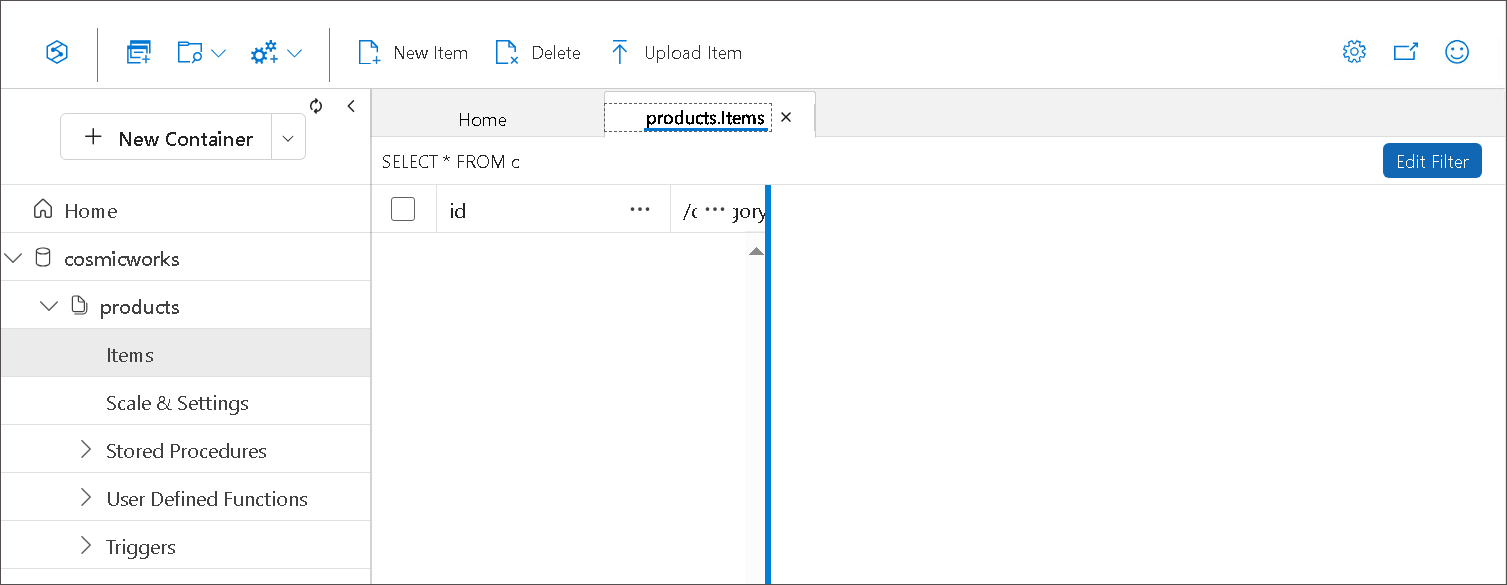 New Item Delete Upload Item
New Container
Home products.Items
SELECT * FROM c Edit Filter
id ... /c ... gory
Home
cosmicworks
products
Items
Scale & Settings
Stored Procedures
User Defined Functions
Triggers